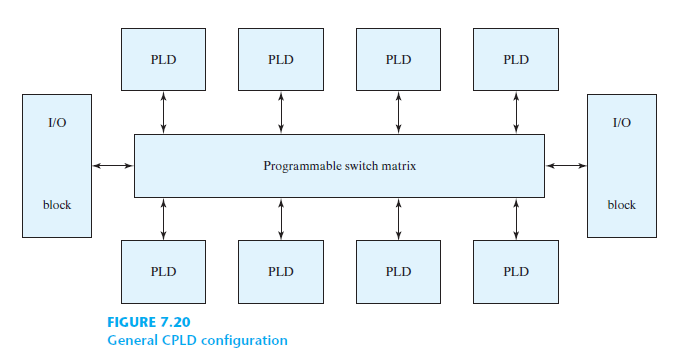 PLD PLD PLD PLD
I/O I/O
Programmable switch matrix
block block
PLD PLD PLD PLD
FIGURE 7.20
General CPLD configuration